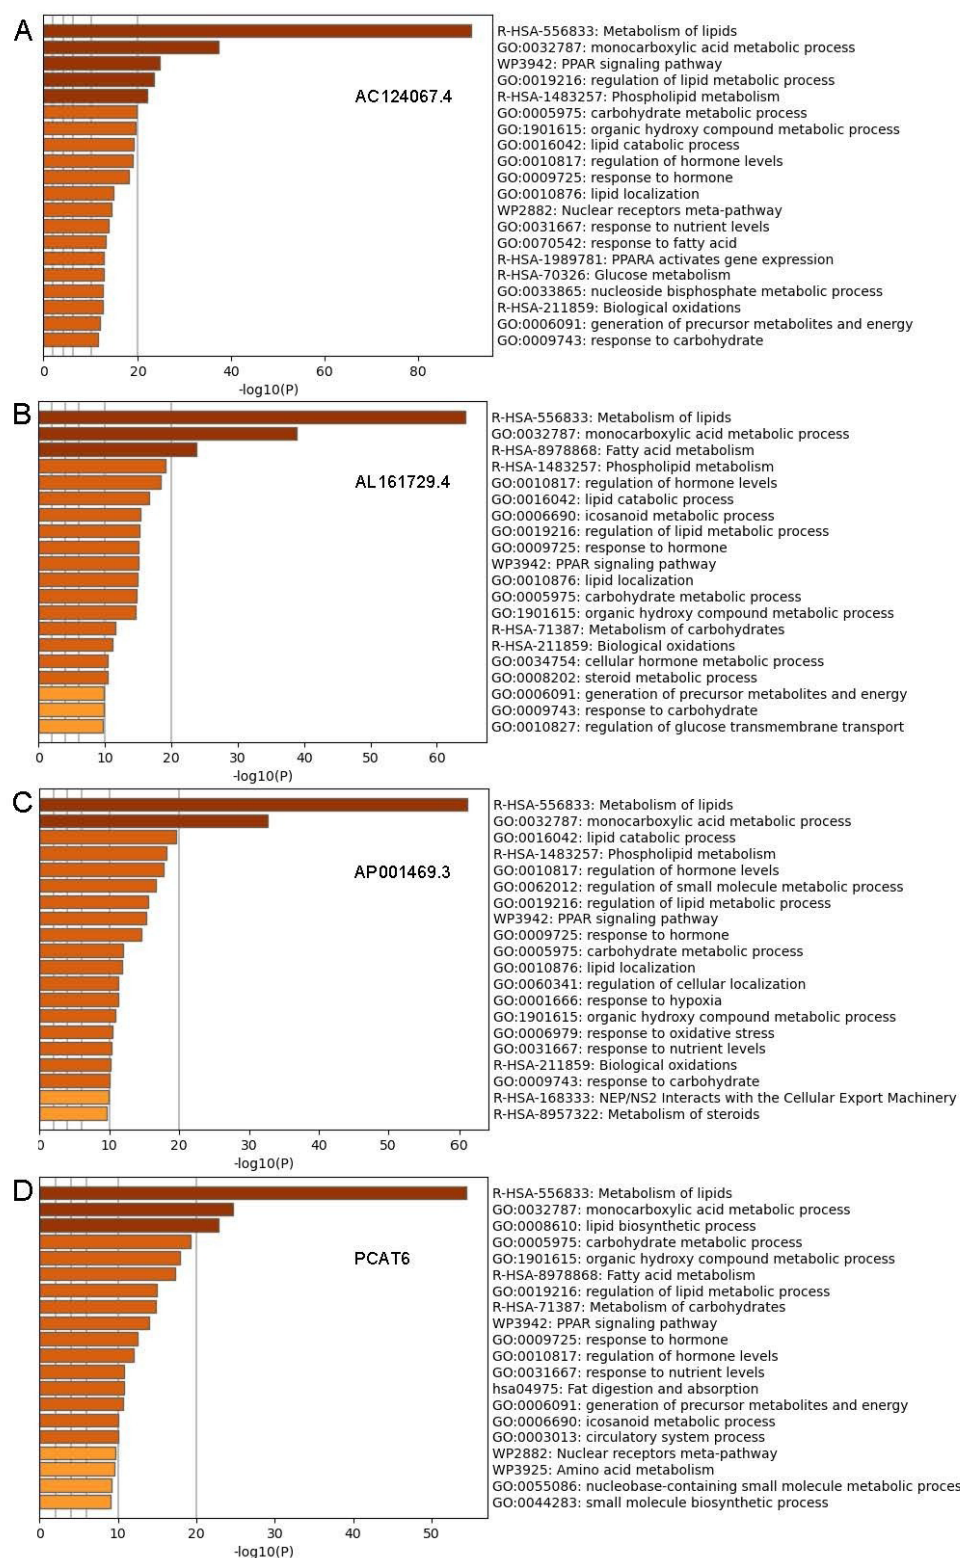 A
R-HSA-556833: Metabolism of lipids
GO:0032787: monocarboxylic acid metabolic process
WP3942: PPAR signaling pathway
GO:0019216: regulation of lipid metabolic process
AC124067.4
R-HSA-1483257: Phospholipid metabolism
GO:0005975: carbohydrate metabolic process
GO:1901615: organic hydroxy compound metabolic process
GO:0016042: lipid catabolic process
GO:0010817: regulation of hormone levels
GO:0009725: response to hormone
GO:0010876: lipid localization
WP2882: Nuclear receptors meta-pathway
GO:0031667: response to nutrient levels
GO:0070542: response to fatty acid
R-HSA-1989781: PPARA activates gene expression
R-HSA-70326: Glucose metabolism
GO:0033865: nucleoside bisphosphate metabolic process
R-HSA-211859: Biological oxidations
GO:0006091: generation of precursor metabolites and energy
GO:0009743: response to carbohydrate
0 20 40 60 80
-log10(P)
B
R-HSA-556833: Metabolism of lipids
GO:0032787: monocarboxylic acid metabolic process
R-HSA-8978868: Fatty acid metabolism
R-HSA-1483257: Phospholipid metabolism
AL161729.4
GO:0010817: regulation of hormone levels
GO:0016042: lipid catabolic process
GO:0006690: icosanoid metabolic process
GO:0019216: regulation of lipid metabolic process
GO:0009725: response to hormone
WP3942: PPAR signaling pathway
GO:0010876: lipid localization
GO:0005975: carbohydrate metabolic process
GO:1901615: organic hydroxy compound metabolic process
R-HSA-71387: Metabolism of carbohydrates
R-HSA-211859: Biological oxidations
GO:0034754: cellular hormone metabolic process
GO:0008202: steroid metabolic process
GO:0006091: generation of precursor metabolites and energy
GO:0009743: response to carbohydrate
GO:0010827: regulation of glucose transmembrane transport
0 10 20 30 40 50 60
-log10(P)
C
R-HSA-556833: Metabolism of lipids
GO:0032787: monocarboxylic acid metabolic process
GO:0016042: lipid catabolic process
R-HSA-1483257: Phospholipid metabolism
AP001469.3
GO:0010817: regulation of hormone levels
GO:0062012: regulation of small molecule metabolic process
GO:0019216: regulation of lipid metabolic process
WP3942: PPAR signaling pathway
GO:0009725: response to hormone
GO:0005975: carbohydrate metabolic process
GO:0010876: lipid localization
GO:0060341: regulation of cellular localization
GO:0001666: response to hypoxia
GO:1901615: organic hydroxy compound metabolic process
GO:0006979: response to oxidative stress
GO:0031667: response to nutrient levels
R-HSA-211859: Biological oxidations
GO:0009743: response to carbohydrate
R-HSA-168333: NEP/NS2 Interacts with the Cellular Export Machinery
R-HSA-8957322: Metabolism of steroids
0 10 20 30 40 50 60
-log10(P)
D
R-HSA-556833: Metabolism of lipids
GO:0032787: monocarboxylic acid metabolic process
GO:0008610: lipid biosynthetic process
GO:0005975: carbohydrate metabolic process
PCAT6
GO:1901615: organic hydroxy compound metabolic process
R-HSA-8978868: Fatty acid metabolism
GO:0019216: regulation of lipid metabolic process
R-HSA-71387: Metabolism of carbohydrates
WP3942: PPAR signaling pathway
GO:0009725: response to hormone
GO:0010817: regulation of hormone levels
GO:0031667: response to nutrient levels
hsa04975: Fat digestion and absorption
GO:0006091: generation of precursor metabolites and energy
GO:0006690: icosanoid metabolic process
GO:0003013: circulatory system process
WP2882: Nuclear receptors meta-pathway
WP3925: Amino acid metabolism
GO:0055086: nucleobase-containing small molecule metabolic proces
GO:0044283: small molecule biosynthetic process
0 10 20 30 40 50
-log10(P)